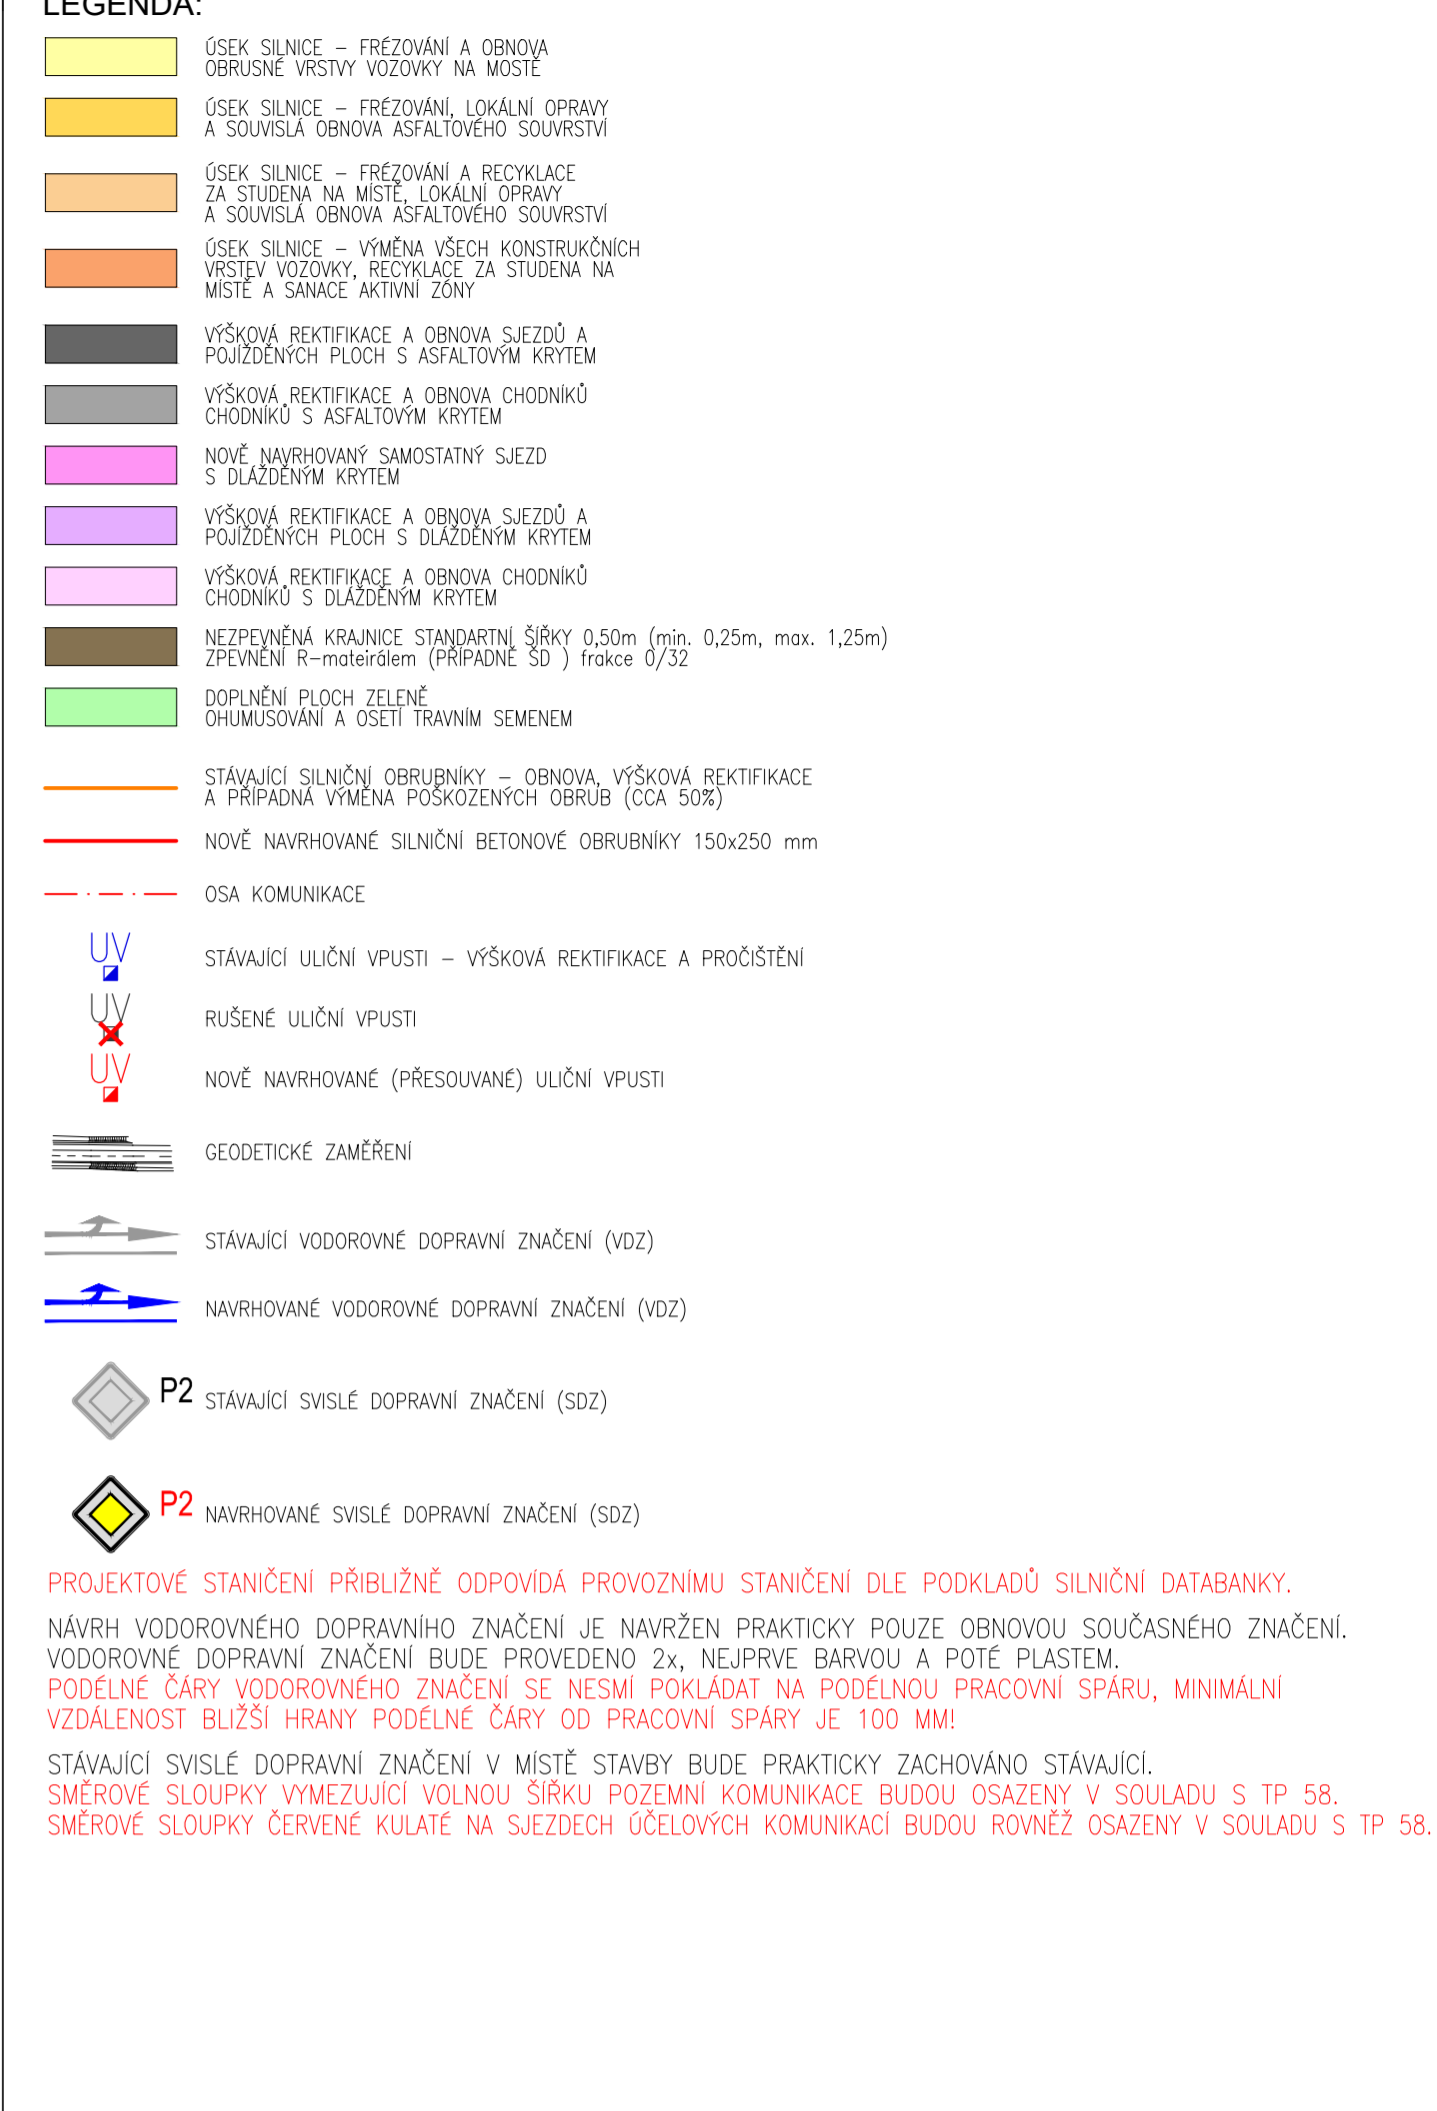 LEGENDA:
ÚSEK SILNICE – FRÉZOVÁNÍ A OBNOVA
OBRUSNÉ VRSTVY VOZOVKY NA MOSTĚ
ÚSEK SILNICE – FRÉZOVÁNÍ, LOKÁLNÍ OPRAVY
A SOUVISLÁ OBNOVA ASFALTOVÉHO SOUVRSTVÍ
ÚSEK SILNICE – FRÉZOVÁNÍ A RECYKLACE
ZA STUDENA NA MÍSTĚ, LOKÁLNÍ OPRAVY
A SOUVISLÁ OBNOVA ASFALTOVÉHO SOUVRSTVÍ
ÚSEK SILNICE – VÝMĚNA VŠECH KONSTRUKČNÍCH
VRSTEV VOZOVKY, RECYKLACE ZA STUDENA NA
MÍSTĚ A SANACE AKTIVNÍ ZÓNY
VÝŠKOVÁ REKTIFIKACE A OBNOVA SJEZDŮ A
POJÍŽDĚNÝCH PLOCH S ASFALTOVÝM KRYTEM
VÝŠKOVÁ REKTIFIKACE A OBNOVA CHODNÍKŮ
CHODNÍKŮ S ASFALTOVÝM KRYTEM
NOVĚ NAVRHOVANÝ SAMOSTATNÝ SJEZD
S DLÁŽDĚNÝM KRYTEM
VÝŠKOVÁ REKTIFIKACE A OBNOVA SJEZDŮ A
POJÍŽDĚNÝCH PLOCH S DLÁŽDĚNÝM KRYTEM
VÝŠKOVÁ REKTIFIKACE A OBNOVA CHODNÍKŮ
CHODNÍKŮ S DLÁŽDĚNÝM KRYTEM
NEZPEVNĚNÁ KRAJNICE STANDARTNÍ ŠÍŘKY 0,50m (min. 0,25m, max. 1,25m)
ZPEVNĚNÍ R–mateirálem (PŘÍPADNĚ ŠD ) frakce 0/32
DOPLNĚNÍ PLOCH ZELENĚ
OHUMUSOVÁNÍ A OSETÍ TRAVNÍM SEMENEM
STÁVAJÍCÍ SILNIČNÍ OBRUBNÍKY – OBNOVA, VÝŠKOVÁ REKTIFIKACE
A PŘÍPADNÁ VÝMĚNA POŠKOZENÝCH OBRUB (CCA 50%)
NOVĚ NAVRHOVANÉ SILNIČNÍ BETONOVÉ OBRUBNÍKY 150x250 mm
OSA KOMUNIKACE
UV
STÁVAJÍCÍ ULIČNÍ VPUSTI – VÝŠKOVÁ REKTIFIKACE A PROČIŠTĚNÍ
UV
RUŠENÉ ULIČNÍ VPUSTI
UV
NOVĚ NAVRHOVANÉ (PŘESOUVANÉ) ULIČNÍ VPUSTI
GEODETICKÉ ZAMĚŘENÍ
STÁVAJÍCÍ VODOROVNÉ DOPRAVNÍ ZNAČENÍ (VDZ)
NAVRHOVANÉ VODOROVNÉ DOPRAVNÍ ZNAČENÍ (VDZ)
P2 STÁVAJÍCÍ SVISLÉ DOPRAVNÍ ZNAČENÍ (SDZ)
P2 NAVRHOVANÉ SVISLÉ DOPRAVNÍ ZNAČENÍ (SDZ)
PROJEKTOVÉ STANIČENÍ PŘIBLIŽNĚ ODPOVÍDÁ PROVOZNÍMU STANIČENÍ DLE PODKLADŮ SILNIČNÍ DATABANKY.
NÁVRH VODOROVNÉHO DOPRAVNÍHO ZNAČENÍ JE NAVRŽEN PRAKTICKY POUZE OBNOVOU SOUČASNÉHO ZNAČENÍ.
VODOROVNÉ DOPRAVNÍ ZNAČENÍ BUDE PROVEDENO 2x, NEJPRVE BARVOU A POTÉ PLASTEM.
PODÉLNÉ ČÁRY VODOROVNÉHO ZNAČENÍ SE NESMÍ POKLÁDAT NA PODÉLNOU PRACOVNÍ SPÁRU, MINIMÁLNÍ
VZDÁLENOST BLIŽŠÍ HRANY PODÉLNÉ ČÁRY OD PRACOVNÍ SPÁRY JE 100 MM!
STÁVAJÍCÍ SVISLÉ DOPRAVNÍ ZNAČENÍ V MÍSTĚ STAVBY BUDE PRAKTICKY ZACHOVÁNO STÁVAJÍCÍ.
SMĚROVÉ SLOUPKY VYMEZUJÍCÍ VOLNOU ŠÍŘKU POZEMNÍ KOMUNIKACE BUDOU OSAZENY V SOULADU S TP 58.
SMĚROVÉ SLOUPKY ČERVENÉ KULATÉ NA SJEZDECH ÚČELOVÝCH KOMUNIKACÍ BUDOU ROVNĚŽ OSAZENY V SOULADU S TP 58.